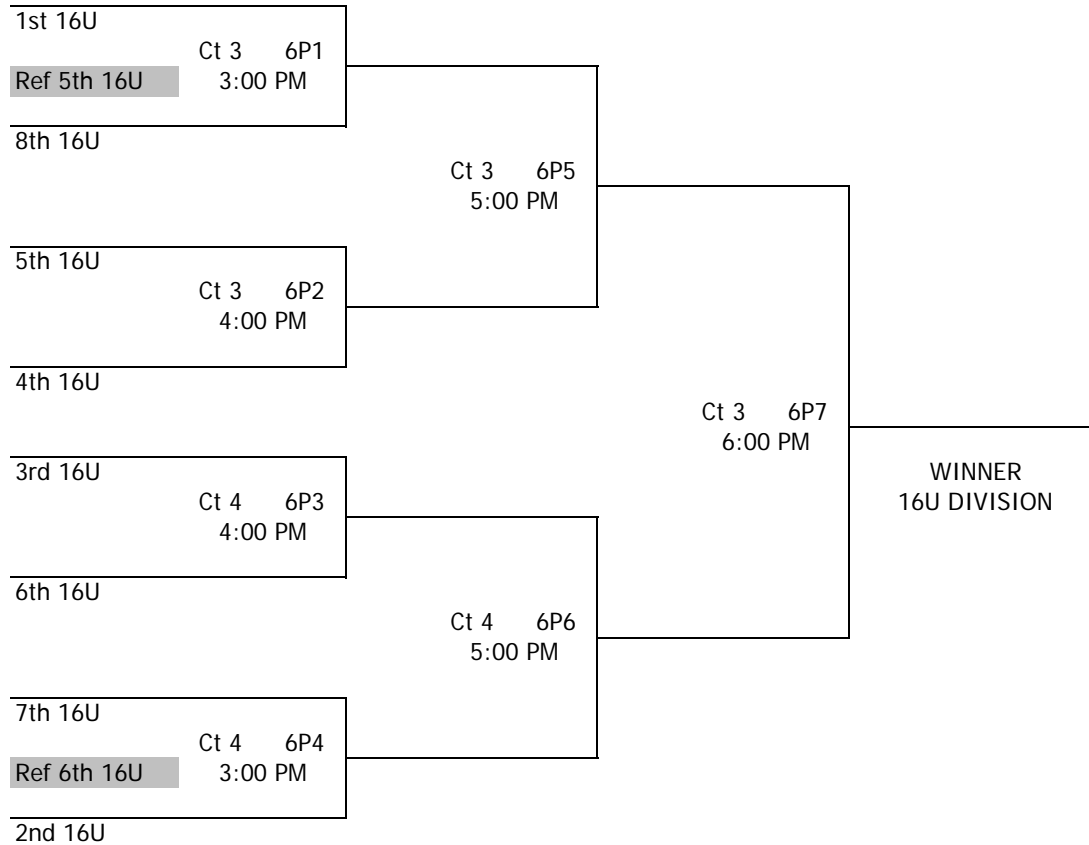 1st 16U
Ct 3 6P1
Ref 5th 16U 3:00 PM
8th 16U
Ct 3 6P5
5:00 PM
5th 16U
Ct 3 6P2
4:00 PM
4th 16U
Ct 3 6P7
6:00 PM
3rd 16U
WINNER
Ct 4 6P3
16U DIVISION
4:00 PM
6th 16U
Ct 4 6P6
5:00 PM
7th 16U
Ct 4 6P4
Ref 6th 16U 3:00 PM
2nd 16U